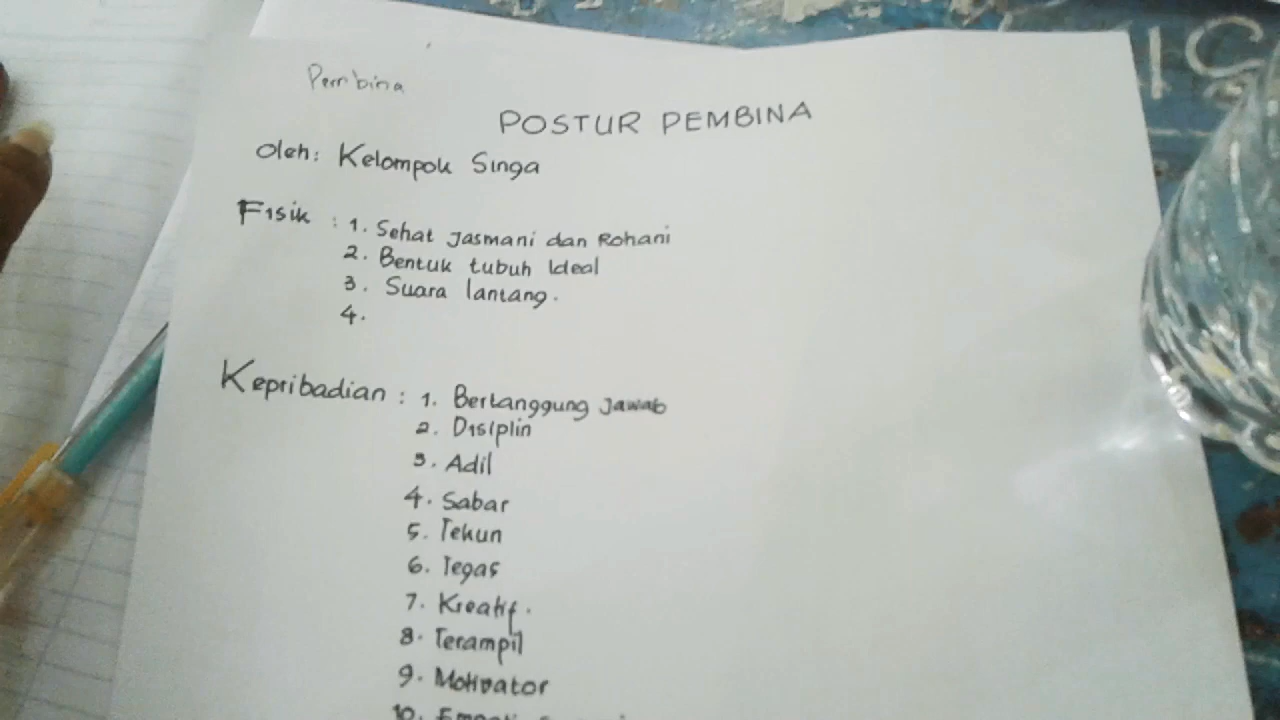 Pembina
POSTUR PEMBINA
Oleh: Kelompok Singa
Fisik : 1. Sehat Jasmani dan Rohani
2. Bentuk tubuh Ideal
3. Suara lantang.
4.
Kepribadian : 1. Bertanggung Jawab
2. Disiplin
3. Adil
4. Sabar
5. Tekun
6. Tegas
7. Kreatif.
8. Terampil
9. Motivator
10.